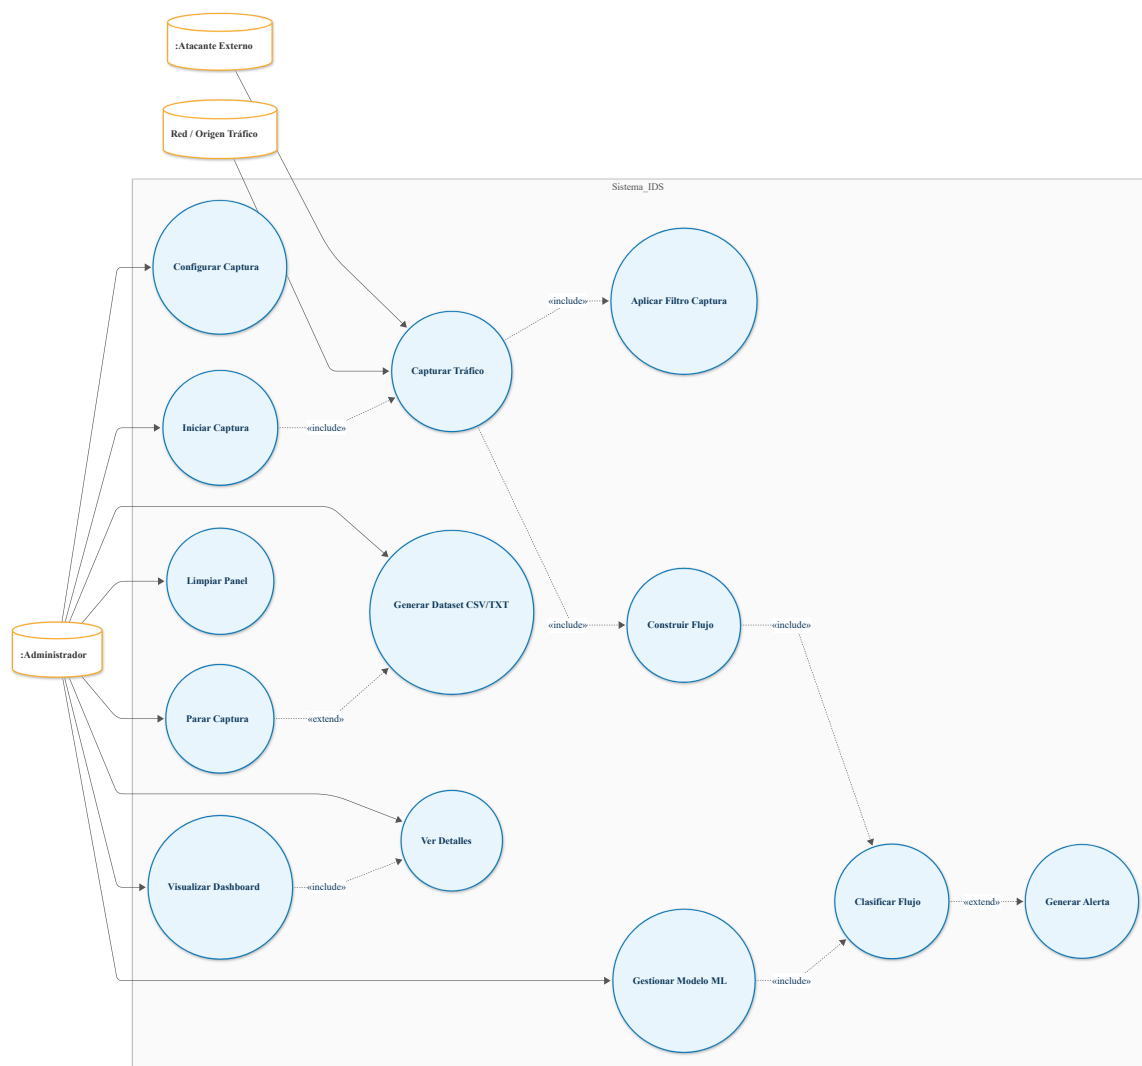 :Atacante Externo
Red / Origen Tráfico
Sistema_IDS
Configurar Captura
«include»
Aplicar Filtro Captura
Capturar Tráfico
Iniciar Captura
«include»
Limpiar Panel
Generar Dataset CSV/TXT
«include»
Construir Flujo
«include»
:Administrador
Parar Captura
«extend»
Ver Detalles
Visualizar Dashboard
«include»
Clasificar Flujo
«extend»
Generar Alerta
Gestionar Modelo ML
«include»